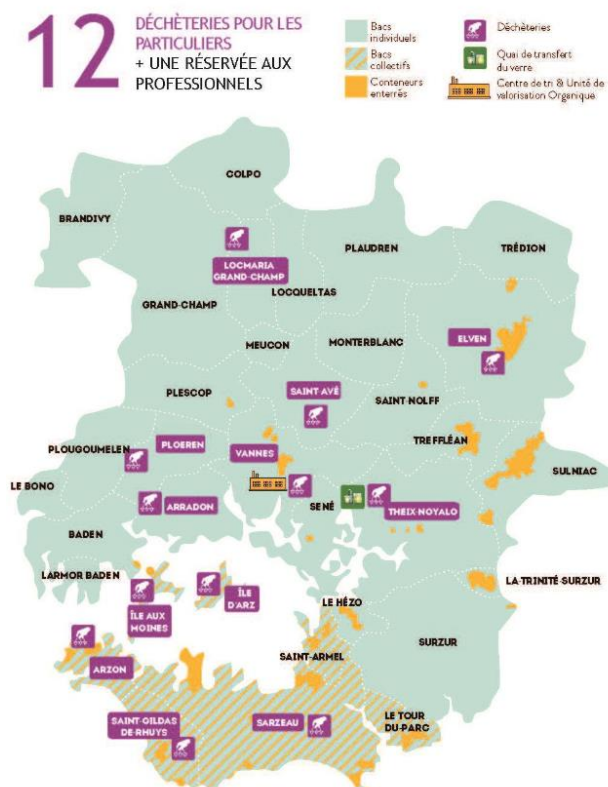 12
DÉCHÈTERIES POUR LES
PARTICULIERS
+ UNE RÉSERVÉE AUX
PROFESSIONNELS
Bacs
individuels
Bacs
collectifs
Conteneurs
enterrés
Déchèteries
Quai de transfert
du verre
Centre de tri & Unité de
valorisation Organique
COLPO
BRANDIVY
PLAUDREN
TRÉDION
LOCMARIA
GRAND-CHAMP
LOCQUELTAS
GRAND-CHAMP
MEUCON
MONTERBLANC
ELVEN
PLESCOP
SAINT-AVÉ
SAINT-NOLFF
TREFFLÉAN
PLOEREN
PLOUGOUMELEN
VANNES
SULNIAC
LE BONO
ARRADON
SENÉ
THEIX-NOYALO
BADEN
LARMOR BADEN
LA-TRINITÉ-SURZUR
ÎLE
D'ARZ
LE HÉZO
ÎLE AUX
MOINES
SURZUR
SAINT-ARMEL
ARZON
LE TOUR
DU-PARC
SAINT-GILDAS
DE-RHUYS
SARZEAU